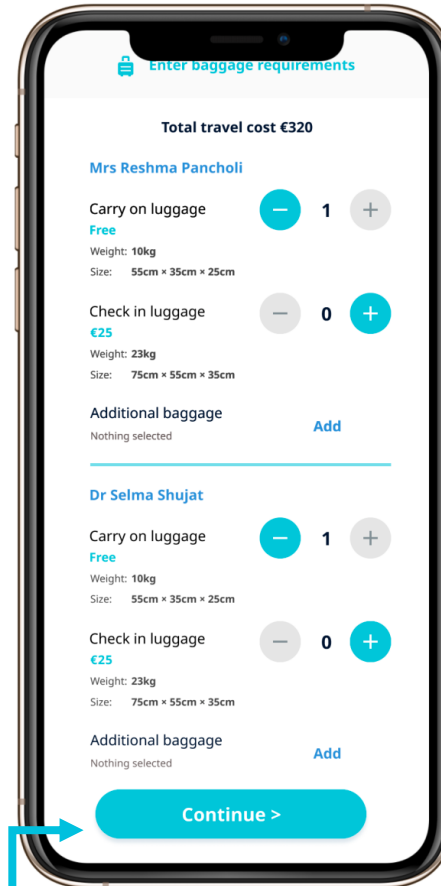 Enter baggage requirements
Total travel cost €320
Mrs Reshma Pancholi
Carry on luggage
Free
Weight: 10kg
Size: 55cm × 35cm × 25cm
− 1 +
Check in luggage
€25
Weight: 23kg
Size: 75cm × 55cm × 35cm
− 0 +
Additional baggage
Nothing selected
Add
Dr Selma Shujat
Carry on luggage
Free
Weight: 10kg
Size: 55cm × 35cm × 25cm
− 1 +
Check in luggage
€25
Weight: 23kg
Size: 75cm × 55cm × 35cm
− 0 +
Additional baggage
Nothing selected
Add
Continue >